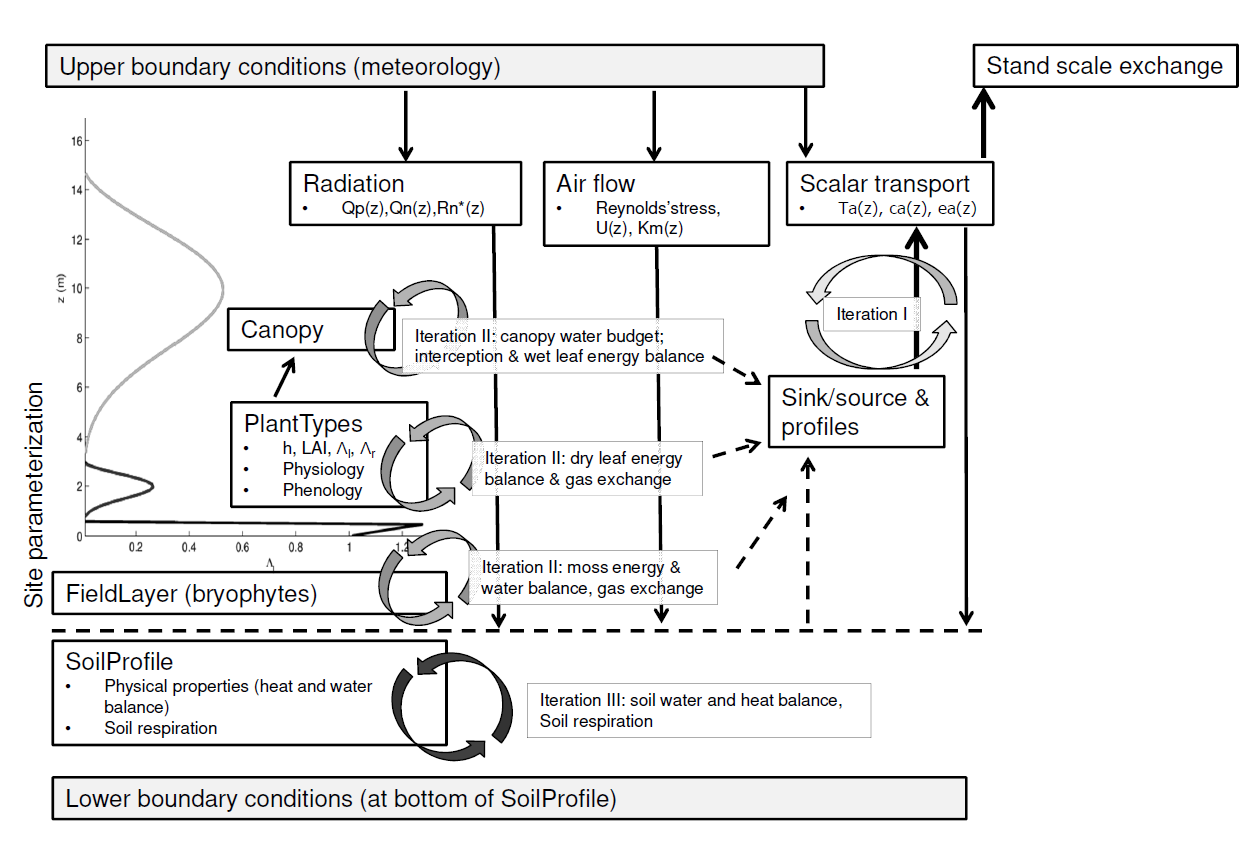 Upper boundary conditions (meteorology)
Stand scale exchange
Radiation
• Qp(z),Qn(z),Rn*(z)
Air flow
• Reynolds'stress,
U(z), Km(z)
Scalar transport
• Ta(z), ca(z), ea(z)
16
14
12
10
8
6
4
2
0
z (m)
0.2
0.4
0.6
0.8
1
1.2
Λl
Site parameterization
Canopy
Iteration II: canopy water budget;
interception & wet leaf energy balance
Iteration I
Sink/source &
profiles
PlantTypes
• h, LAI, Λl, Λr
• Physiology
• Phenology
Iteration II: dry leaf energy
balance & gas exchange
Iteration II: moss energy &
water balance, gas exchange
FieldLayer (bryophytes)
SoilProfile
• Physical properties (heat and water
balance)
• Soil respiration
Iteration III: soil water and heat balance,
Soil respiration
Lower boundary conditions (at bottom of SoilProfile)